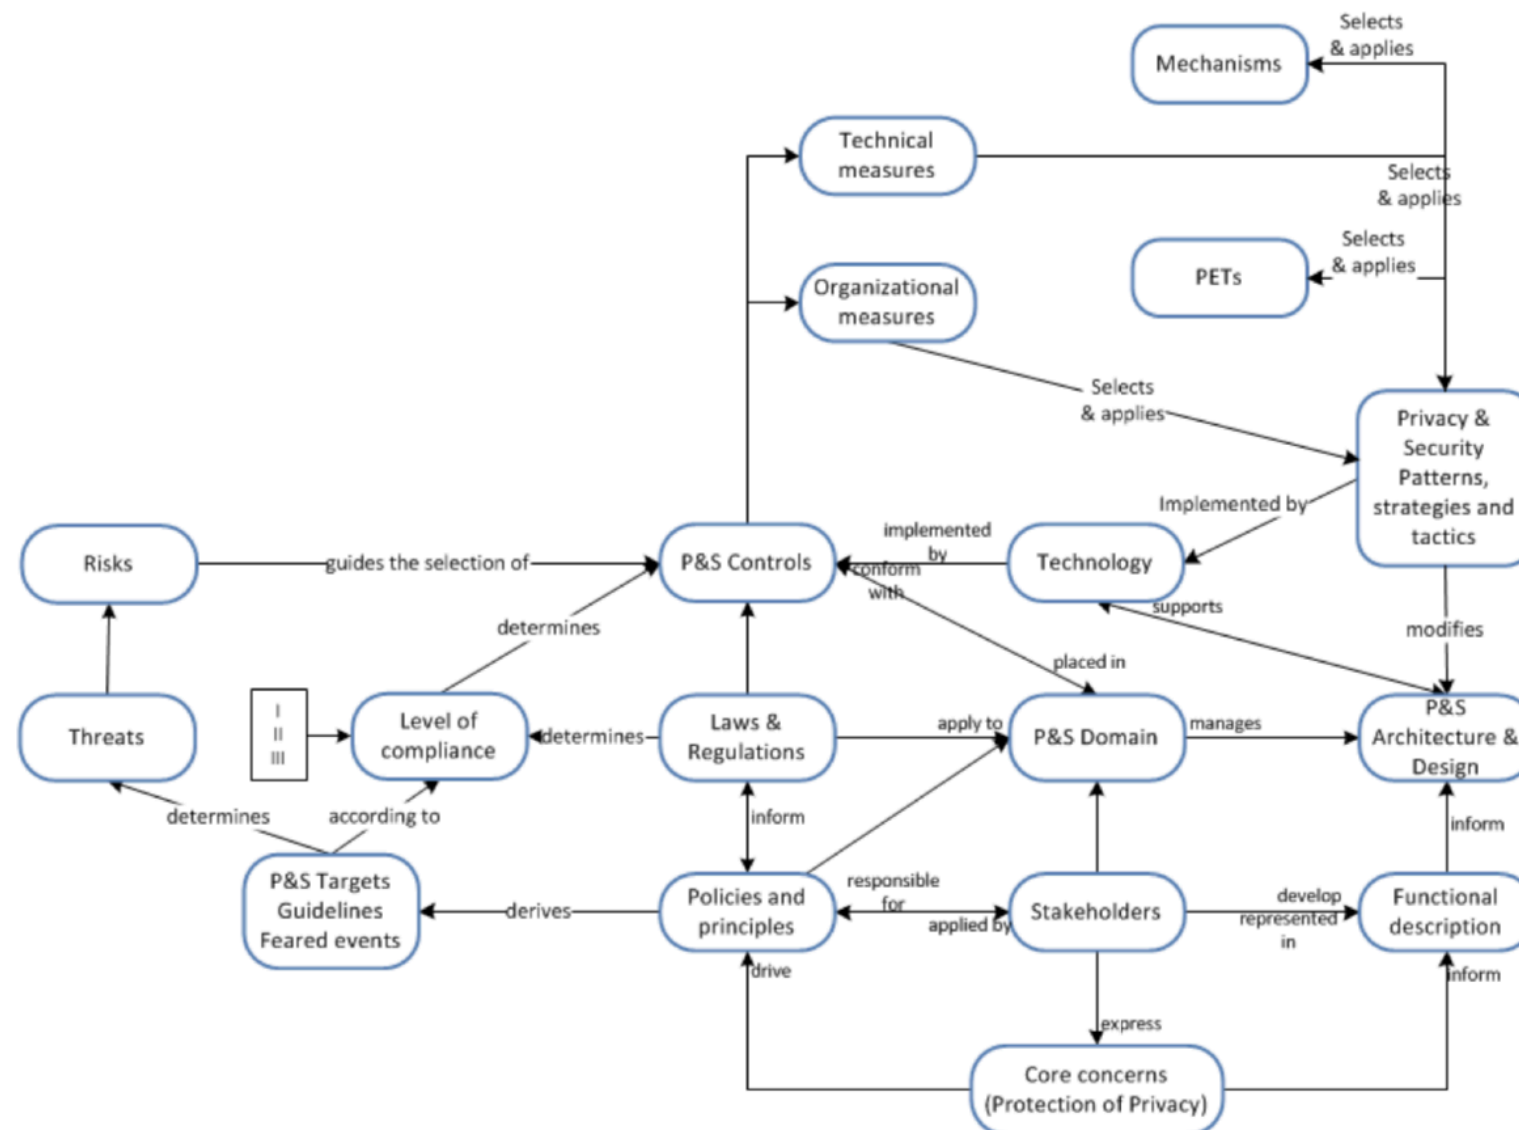 Selects
& applies
Mechanisms
Technical
measures
Selects
& applies
Selects
& applies
PETs
Organizational
measures
Selects
& applies
Privacy &
Security
Patterns,
strategies and
tactics
Implemented by
implemented
by
Risks
guides the selection of
P&S Controls
Technology
conform
with
supports
determines
modifies
placed in
I
II
III
Level of
compliance
Threats
determines
Laws &
Regulations
apply to
P&S Domain
manages
P&S
Architecture &
Design
determines
according to
inform
inform
P&S Targets
Guidelines
Feared events
derives
Policies and
principles
responsible
for
applied by
Stakeholders
develop
represented
in
Functional
description
drive
inform
express
Core concerns
(Protection of Privacy)